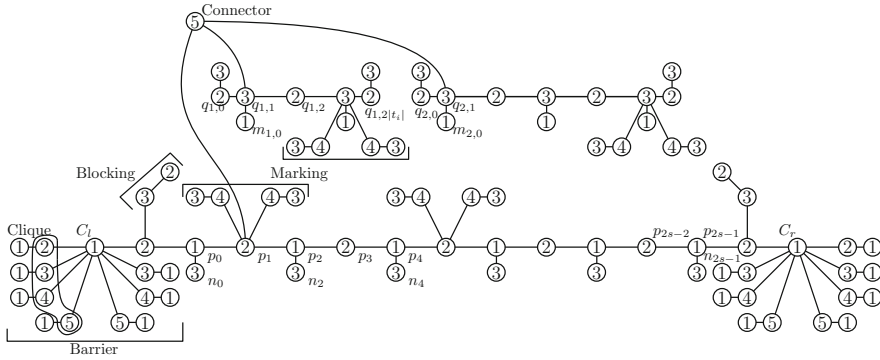 5 Connector
3 3 3 3
2 3 2 3 2 2 3 2 3 2 3 2
q1,0 q1,1 q1,2 q1,2|ti| q2,0 q2,1
1 m1,0 1 1 m2,0 1 1
3 4 4 3 3 4 4 3
Blocking 2 Marking 2
3 3 4 4 3 3 4 4 3 3
Clique Cl p2s−2 p2s−1 Cr
1 2 1 2 1 2 1 2 1 2 1 2 1 2 1 2 1 2 1
p0 p1 p2 p3 p4 n2s−1
1 3 3 1 3 n0 3 n2 3 n4 3 3 3 1 3 3 1
1 4 4 1 1 4 4 1
1 5 5 1 1 5 5 1
Barrier